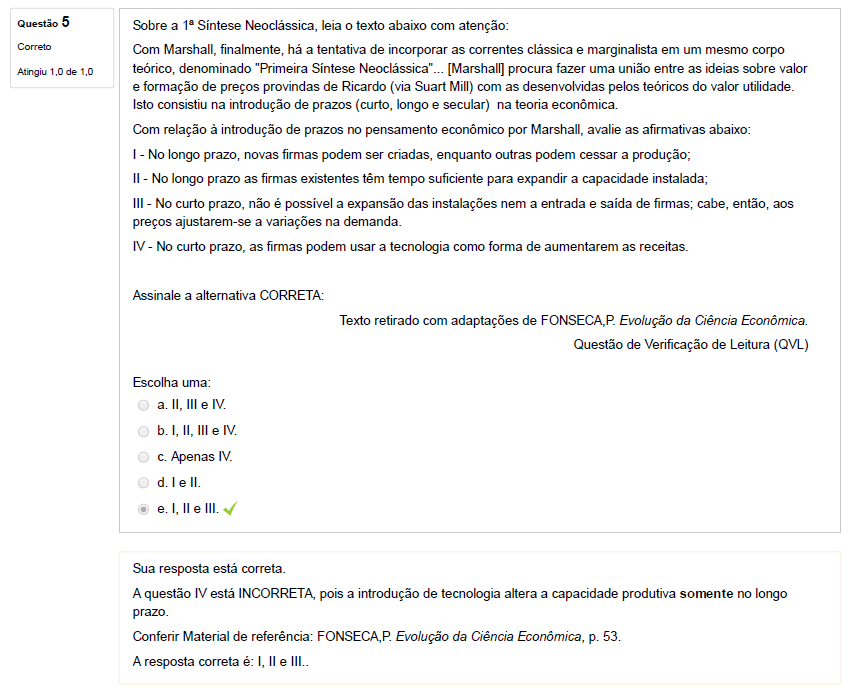 Questão 5
Correto
Atingiu 1,0 de 1,0
Sobre a 1ª Síntese Neoclássica, leia o texto abaixo com atenção:
Com Marshall, finalmente, há a tentativa de incorporar as correntes clássica e marginalista em um mesmo corpo
teórico, denominado "Primeira Síntese Neoclássica"... [Marshall] procura fazer uma união entre as ideias sobre valor
e formação de preços provindas de Ricardo (via Suart Mill) com as desenvolvidas pelos teóricos do valor utilidade.
Isto consistiu na introdução de prazos (curto, longo e secular) na teoria econômica.
Com relação à introdução de prazos no pensamento econômico por Marshall, avalie as afirmativas abaixo:
I - No longo prazo, novas firmas podem ser criadas, enquanto outras podem cessar a produção;
II - No longo prazo as firmas existentes têm tempo suficiente para expandir a capacidade instalada;
III - No curto prazo, não é possível a expansão das instalações nem a entrada e saída de firmas; cabe, então, aos
preços ajustarem-se a variações na demanda.
IV - No curto prazo, as firmas podem usar a tecnologia como forma de aumentarem as receitas.
Assinale a alternativa CORRETA:
Texto retirado com adaptações de FONSECA,P. Evolução da Ciência Econômica.
Questão de Verificação de Leitura (QVL)
Escolha uma:
a. II, III e IV.
b. I, II, III e IV.
c. Apenas IV.
d. I e II.
e. I, II e III.
Sua resposta está correta.
A questão IV está INCORRETA, pois a introdução de tecnologia altera a capacidade produtiva somente no longo
prazo.
Conferir Material de referência: FONSECA,P. Evolução da Ciência Econômica, p. 53.
A resposta correta é: I, II e III..